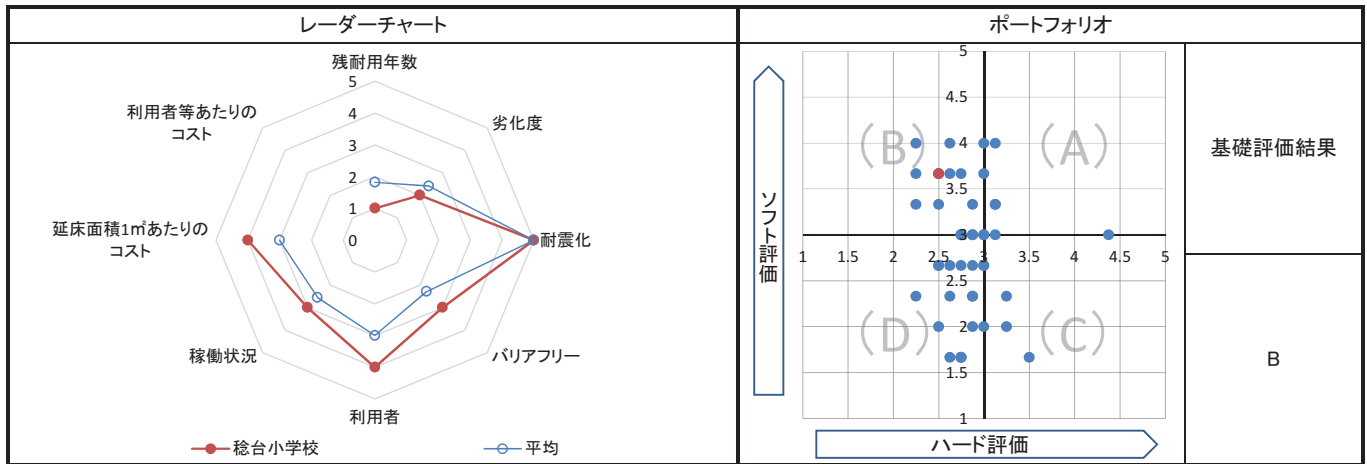 レーダーチャート
残耐用年数
劣化度
耐震化
バリアフリー
利用者
稼働状況
延床面積1㎡あたりの
コスト
利用者等あたりの
コスト
5
4
3
2
1
0
稔台小学校
平均
ポートフォリオ
ソフト評価
5
4.5
4
3.5
3
2.5
2
1.5
1
1
1.5
2
2.5
3
3.5
4
4.5
5
(B)
(A)
(D)
(C)
ハード評価
基礎評価結果
B